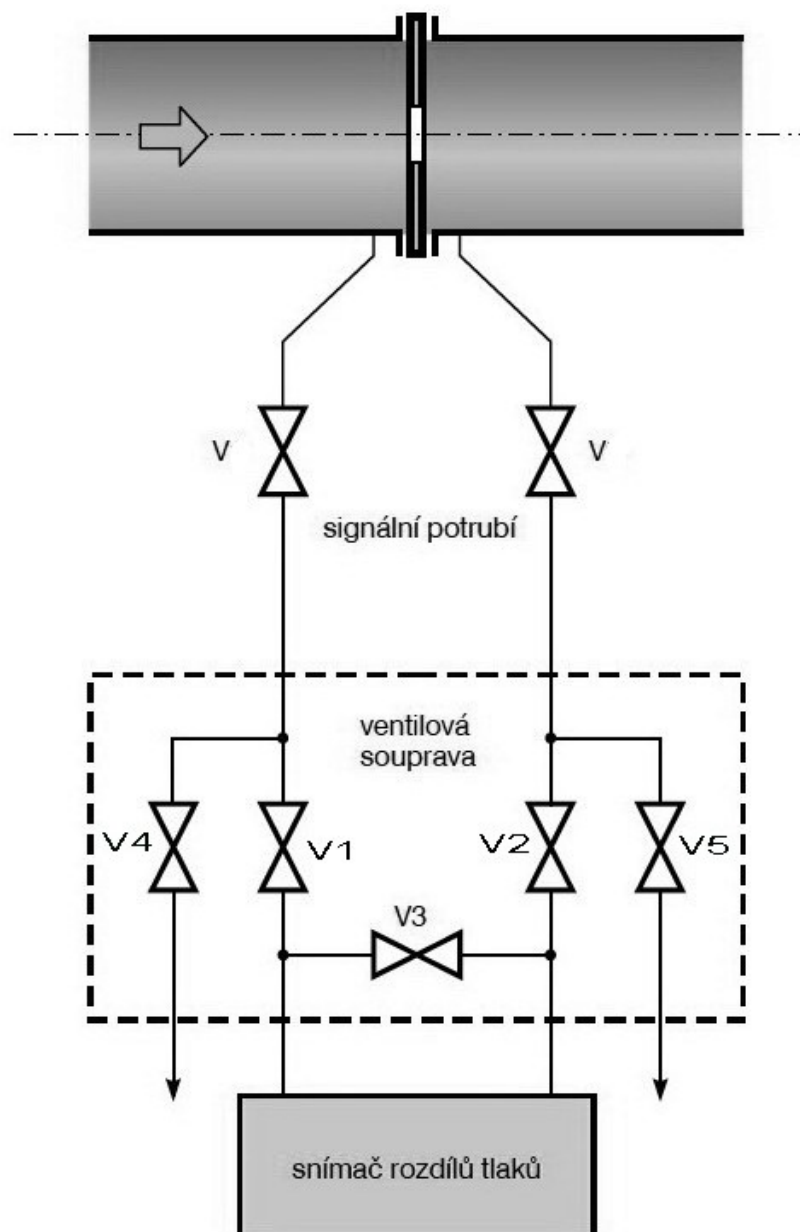 V
V
signální potrubí
ventilová
souprava
V4
V1
V2
V5
V3
snímač rozdílů tlaků